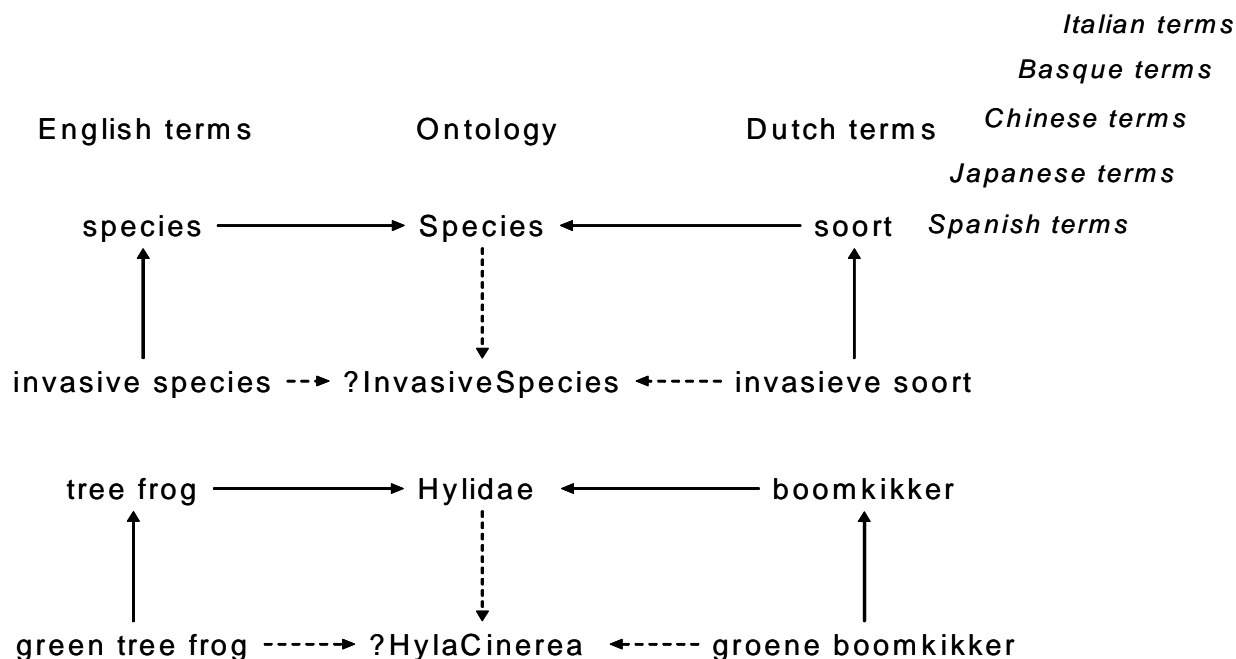 Italian terms
Basque terms
English terms Ontology Dutch terms Chinese terms
Japanese terms
species Species soort Spanish terms
invasive species ?InvasiveSpecies invasieve soort
tree frog Hylidae boomkikker
green tree frog ?HylaCinerea groene boomkikker